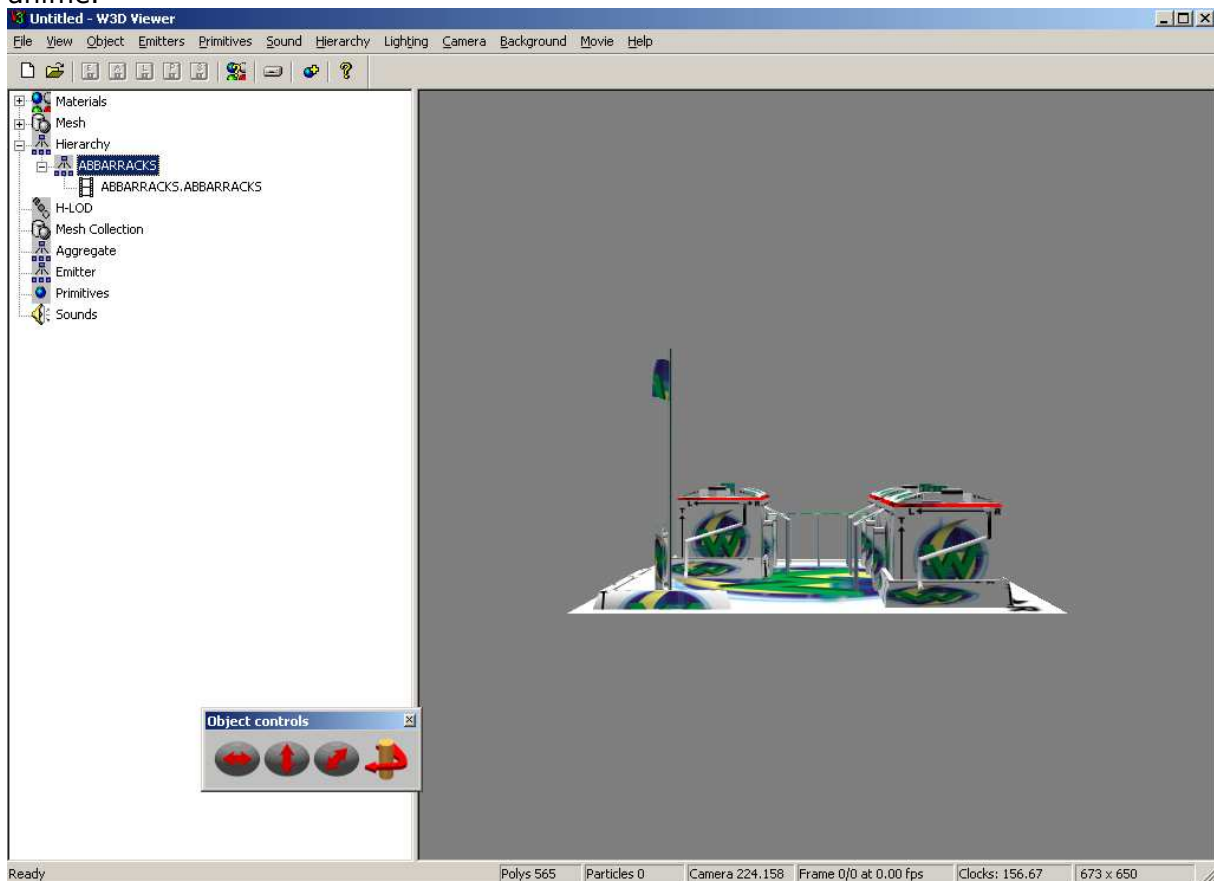 anime.
Untitled - W3D Viewer
File View Object Emitters Primitives Sound Hierarchy Lighting Camera Background Movie Help
Materials
Mesh
Hierarchy
ABBARRACKS
ABBARRACKS.ABBARRACKS
H-LOD
Mesh Collection
Aggregate
Emitter
Primitives
Sounds
L R
T
W
L R
T
W
Object controls
Ready Polys 565 Particles 0 Camera 224.158 Frame 0/0 at 0.00 fps Clocks: 156.67 673 x 650